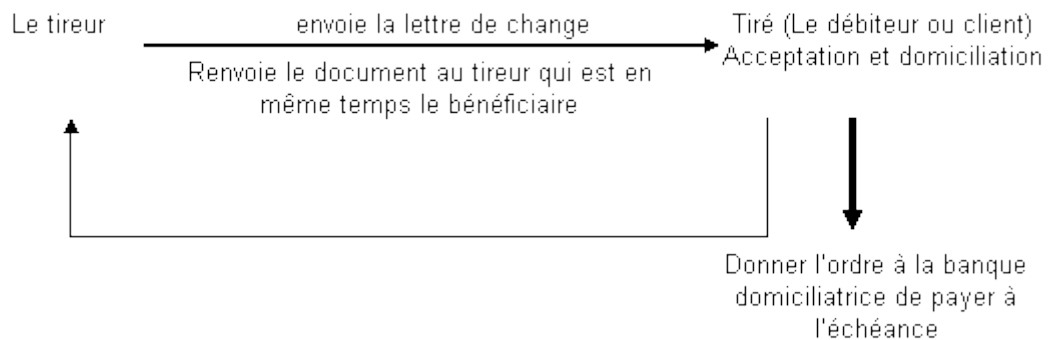 Le tireur
envoie la lettre de change
Tiré (Le débiteur ou client)
Acceptation et domiciliation
Renvoie le document au tireur qui est en
même temps le bénéficiaire
Donner l'ordre à la banque
domiciliatrice de payer à
l'échéance